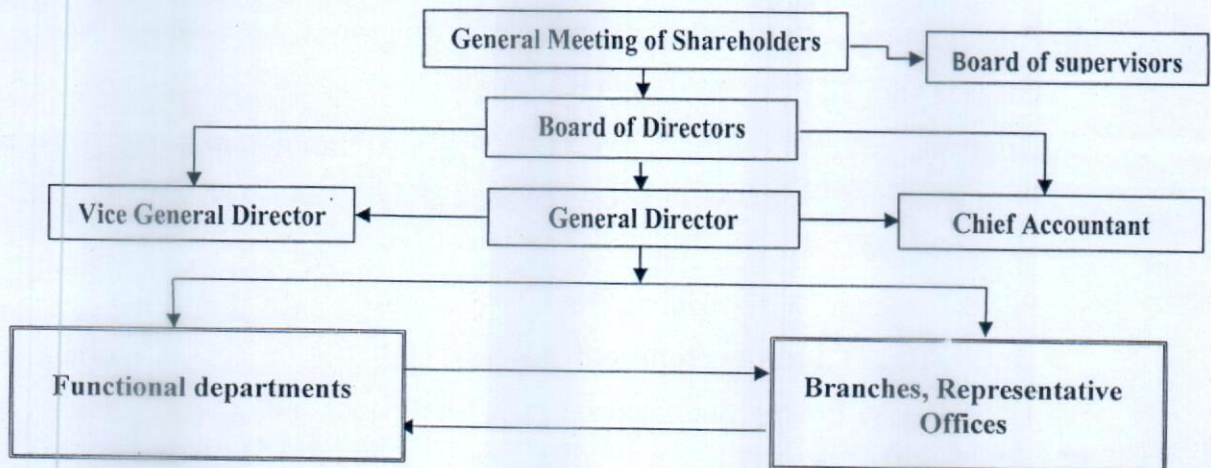 General Meeting of Shareholders
Board of supervisors
Board of Directors
Vice General Director
General Director
Chief Accountant
Functional departments
Branches, Representative
Offices